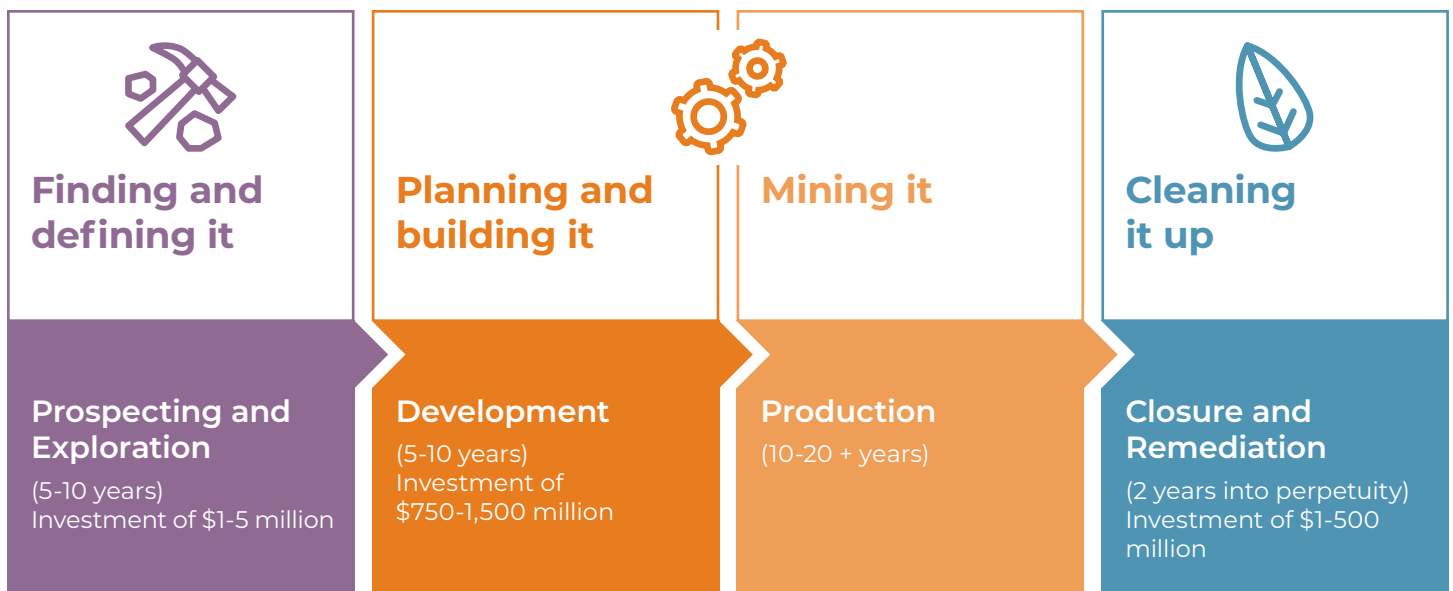 Finding and
defining it
Prospecting and
Exploration
(5-10 years)
Investment of $1-5 million
Planning and
building it
Development
(5-10 years)
Investment of
$750-1,500 million
Mining it
Production
(10-20 + years)
Cleaning
it up
Closure and
Remediation
(2 years into perpetuity)
Investment of $1-500
million